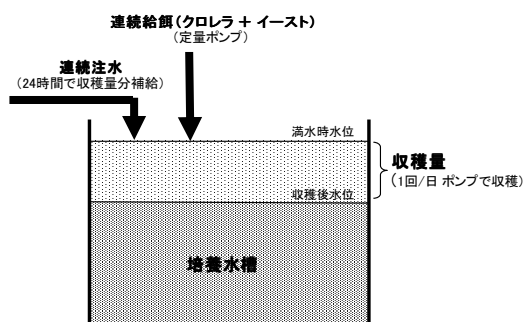 連続給餌(クロレラ + イースト)
(定量ポンプ)
連続注水
(24時間で収穫量分補給)
満水時水位
収穫量
(1回/日 ポンプで収穫)
収穫後水位
培養水槽